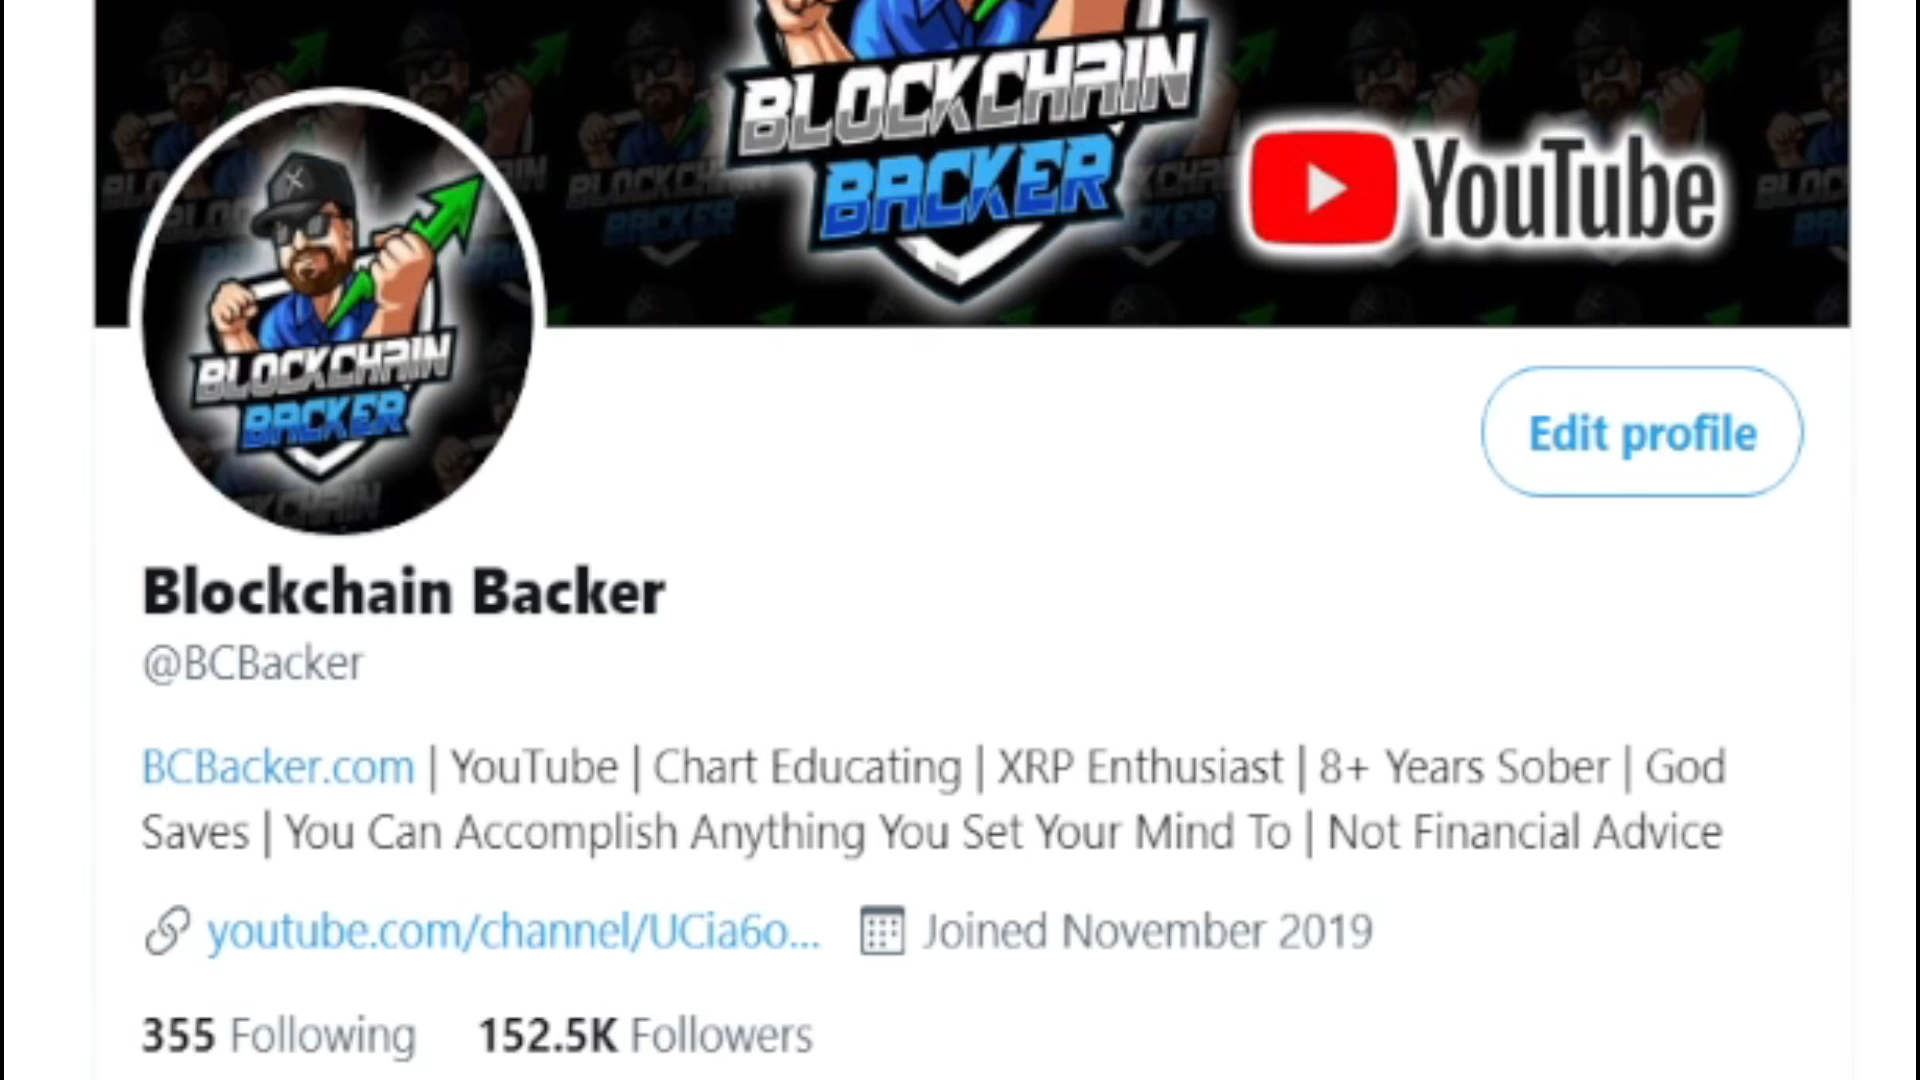 BLOCKCHAIN
BACKER
YouTube
BLOCKCHAIN
BACKER
Edit profile
Blockchain Backer
@BCBacker
BCBacker.com | YouTube | Chart Educating | XRP Enthusiast | 8+ Years Sober | God
Saves | You Can Accomplish Anything You Set Your Mind To | Not Financial Advice
youtube.com/channel/UCia6o... Joined November 2019
355 Following 152.5K Followers